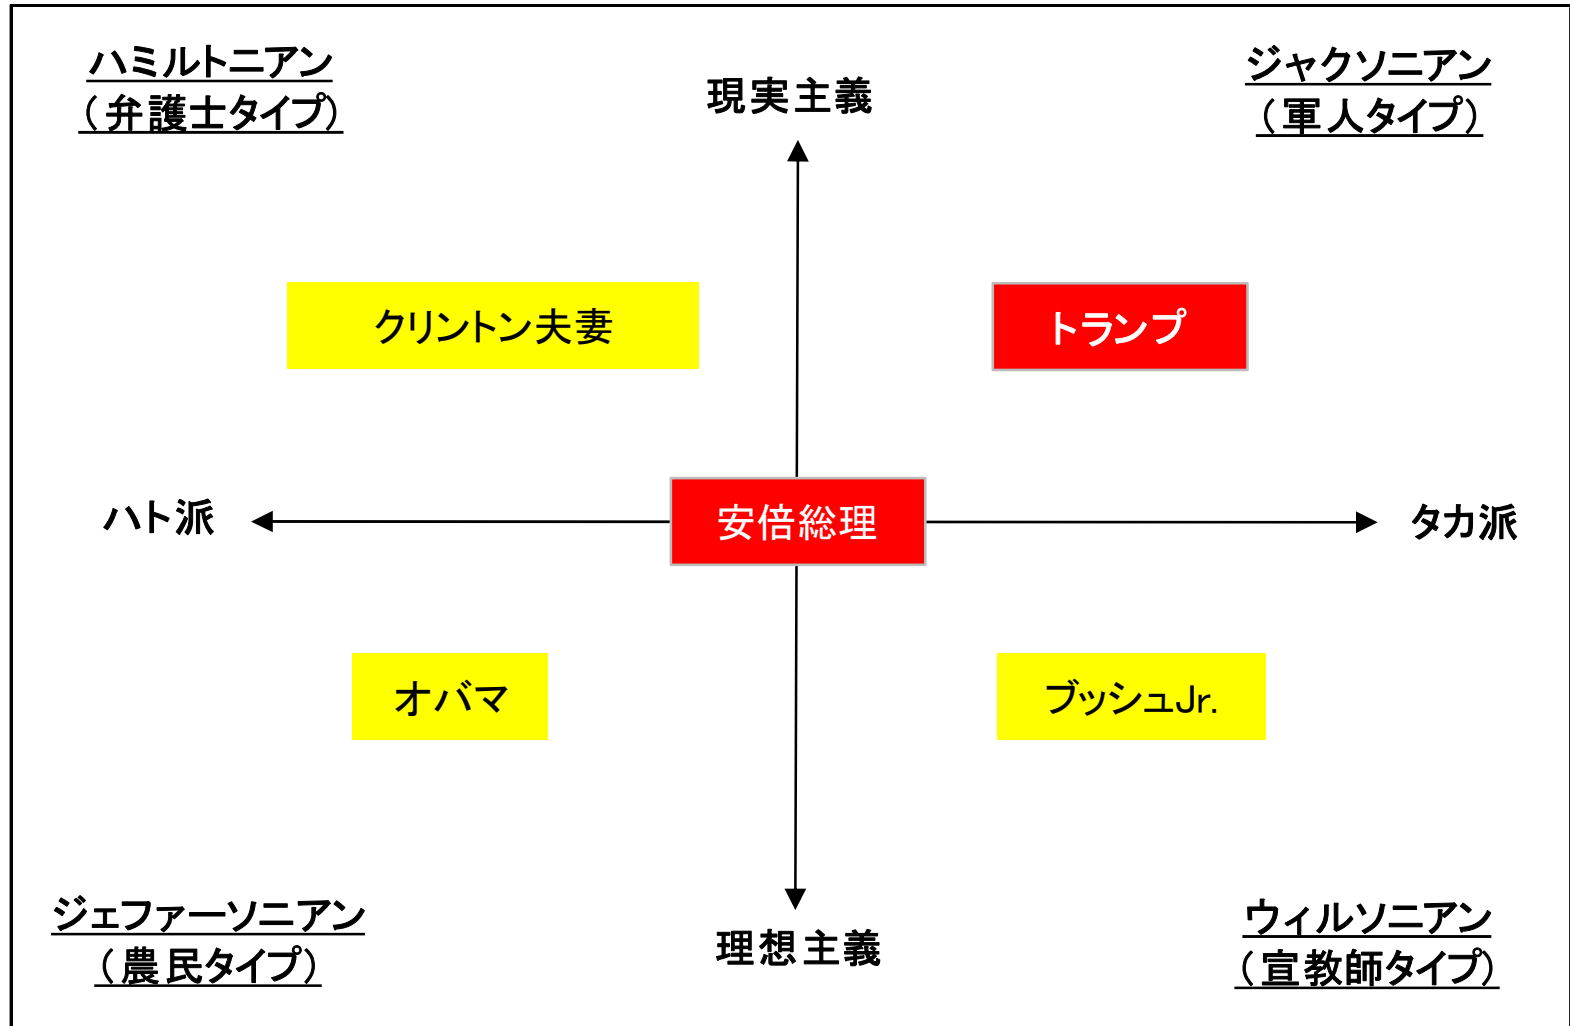 ハミルトニアン
（弁護士タイプ）
現実主義
ジャクソニアン
（軍人タイプ）
クリントン夫妻
トランプ
ハト派
安倍総理
タカ派
オバマ
ブッシュJr.
ジェファーソニアン
（農民タイプ）
理想主義
ウィルソニアン
（宣教師タイプ）